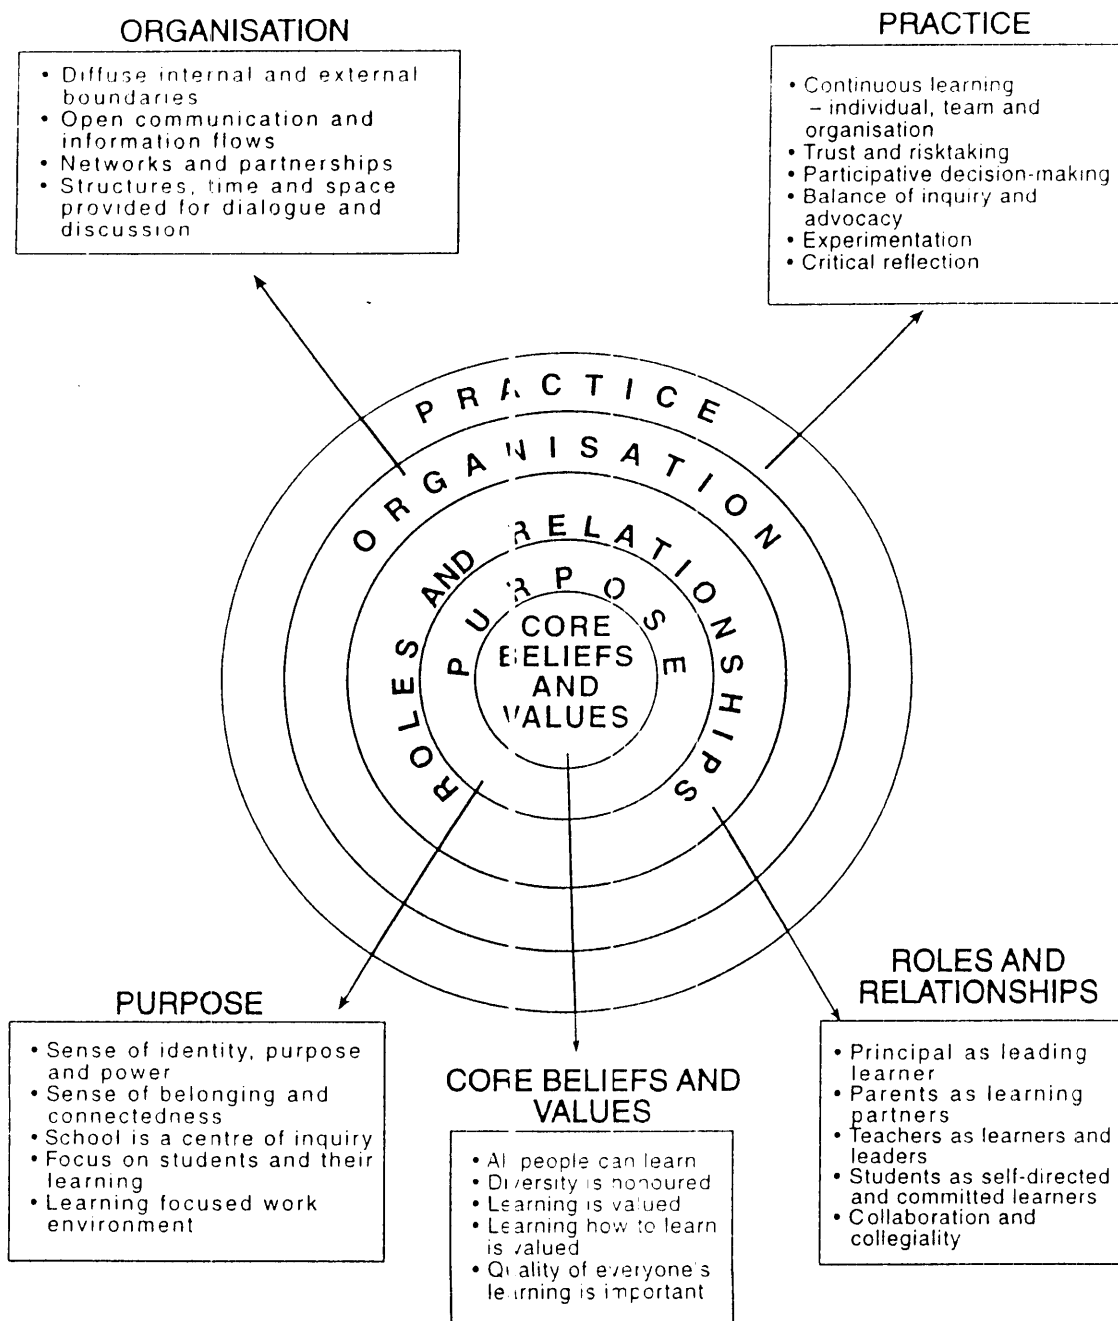 ORGANISATION
• Diffuse internal and external
boundaries
• Open communication and
information flows
• Networks and partnerships
• Structures, time and space
provided for dialogue and
discussion
PRACTICE
• Continuous learning
– individual, team and
organisation
• Trust and risktaking
• Participative decision-making
• Balance of inquiry and
advocacy
• Experimentation
• Critical reflection
PRACTICE
ORGANISATION
ROLES AND RELATIONSHIPS
PURPOSE
CORE
BELIEFS
AND
VALUES
PURPOSE
• Sense of identity, purpose
and power
• Sense of belonging and
connectedness
• School is a centre of inquiry
• Focus on students and their
learning
• Learning focused work
environment
CORE BELIEFS AND
VALUES
• All people can learn
• Diversity is honoured
• Learning is valued
• Learning how to learn
is valued
• Quality of everyone's
learning is important
ROLES AND
RELATIONSHIPS
• Principal as leading
learner
• Parents as learning
partners
• Teachers as learners and
leaders
• Students as self-directed
and committed learners
• Collaboration and
collegiality